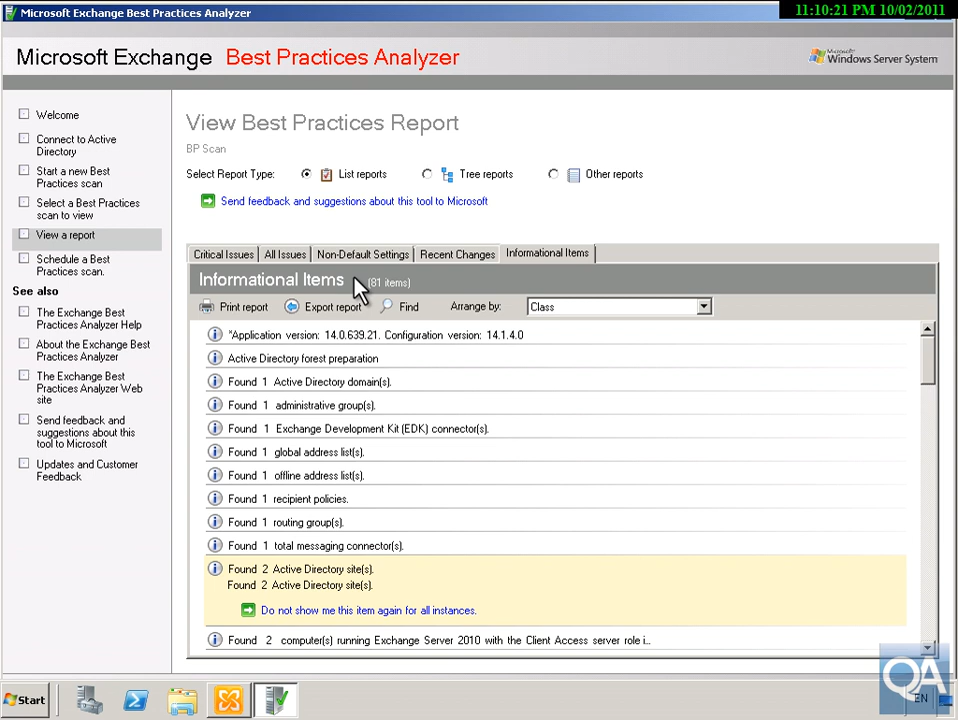 Microsoft Exchange Best Practices Analyzer
11:10:21 PM 10/02/2011
Microsoft Exchange Best Practices Analyzer
Microsoft
Windows Server System
Welcome
Connect to Active
Directory
Start a new Best
Practices scan
Select a Best Practices
scan to view
View a report
Schedule a Best
Practices scan.
See also
The Exchange Best
Practices Analyzer Help
About the Exchange Best
Practices Analyzer
The Exchange Best
Practices Analyzer Web
site
Send feedback and
suggestions about this
tool to Microsoft
Updates and Customer
Feedback
View Best Practices Report
BP Scan
Select Report Type: List reports Tree reports Other reports
Send feedback and suggestions about this tool to Microsoft
Critical Issues All Issues Non-Default Settings Recent Changes Informational Items
Informational Items (81 items)
Print report Export report Find Arrange by: Class
*Application version: 14.0.639.21. Configuration version: 14.1.4.0
Active Directory forest preparation
Found 1 Active Directory domain(s).
Found 1 administrative group(s).
Found 1 Exchange Development Kit (EDK) connector(s).
Found 1 global address list(s).
Found 1 offline address list(s).
Found 1 recipient policies.
Found 1 routing group(s).
Found 1 total messaging connector(s).
Found 2 Active Directory site(s).
Found 2 Active Directory site(s).
Do not show me this item again for all instances.
Found 2 computer(s) running Exchange Server 2010 with the Client Access server role i...
Start
QA
EN